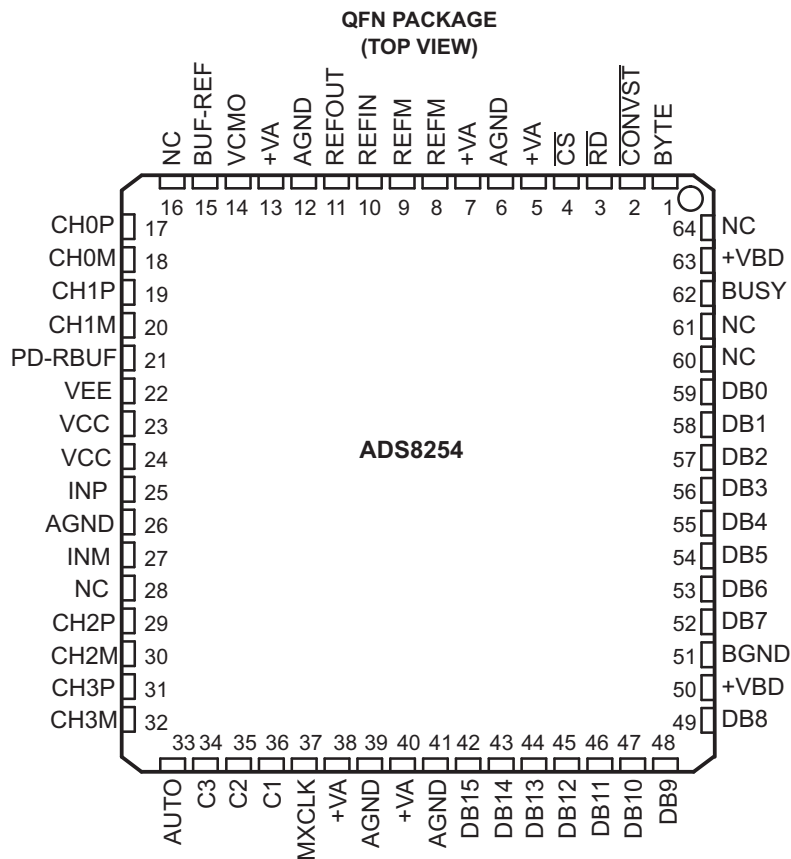 QFN PACKAGE
(TOP VIEW)
NC BUF-REF VCMO +VA AGND REFOUT REFIN REFM REFM +VA AGND +VA C̅S̅ R̅D̅ C̅O̅N̅V̅S̅T̅ BYTE
16 15 14 13 12 11 10 9 8 7 6 5 4 3 2 1
CH0P 17 64 NC
CH0M 18 63 +VBD
CH1P 19 62 BUSY
CH1M 20 61 NC
PD-RBUF 21 60 NC
VEE 22 59 DB0
VCC 23 58 DB1
VCC 24 ADS8254 57 DB2
INP 25 56 DB3
AGND 26 55 DB4
INM 27 54 DB5
NC 28 53 DB6
CH2P 29 52 DB7
CH2M 30 51 BGND
CH3P 31 50 +VBD
CH3M 32 49 DB8
33 34 35 36 37 38 39 40 41 42 43 44 45 46 47 48
AUTO C3 C2 C1 MXCLK +VA AGND +VA AGND DB15 DB14 DB13 DB12 DB11 DB10 DB9